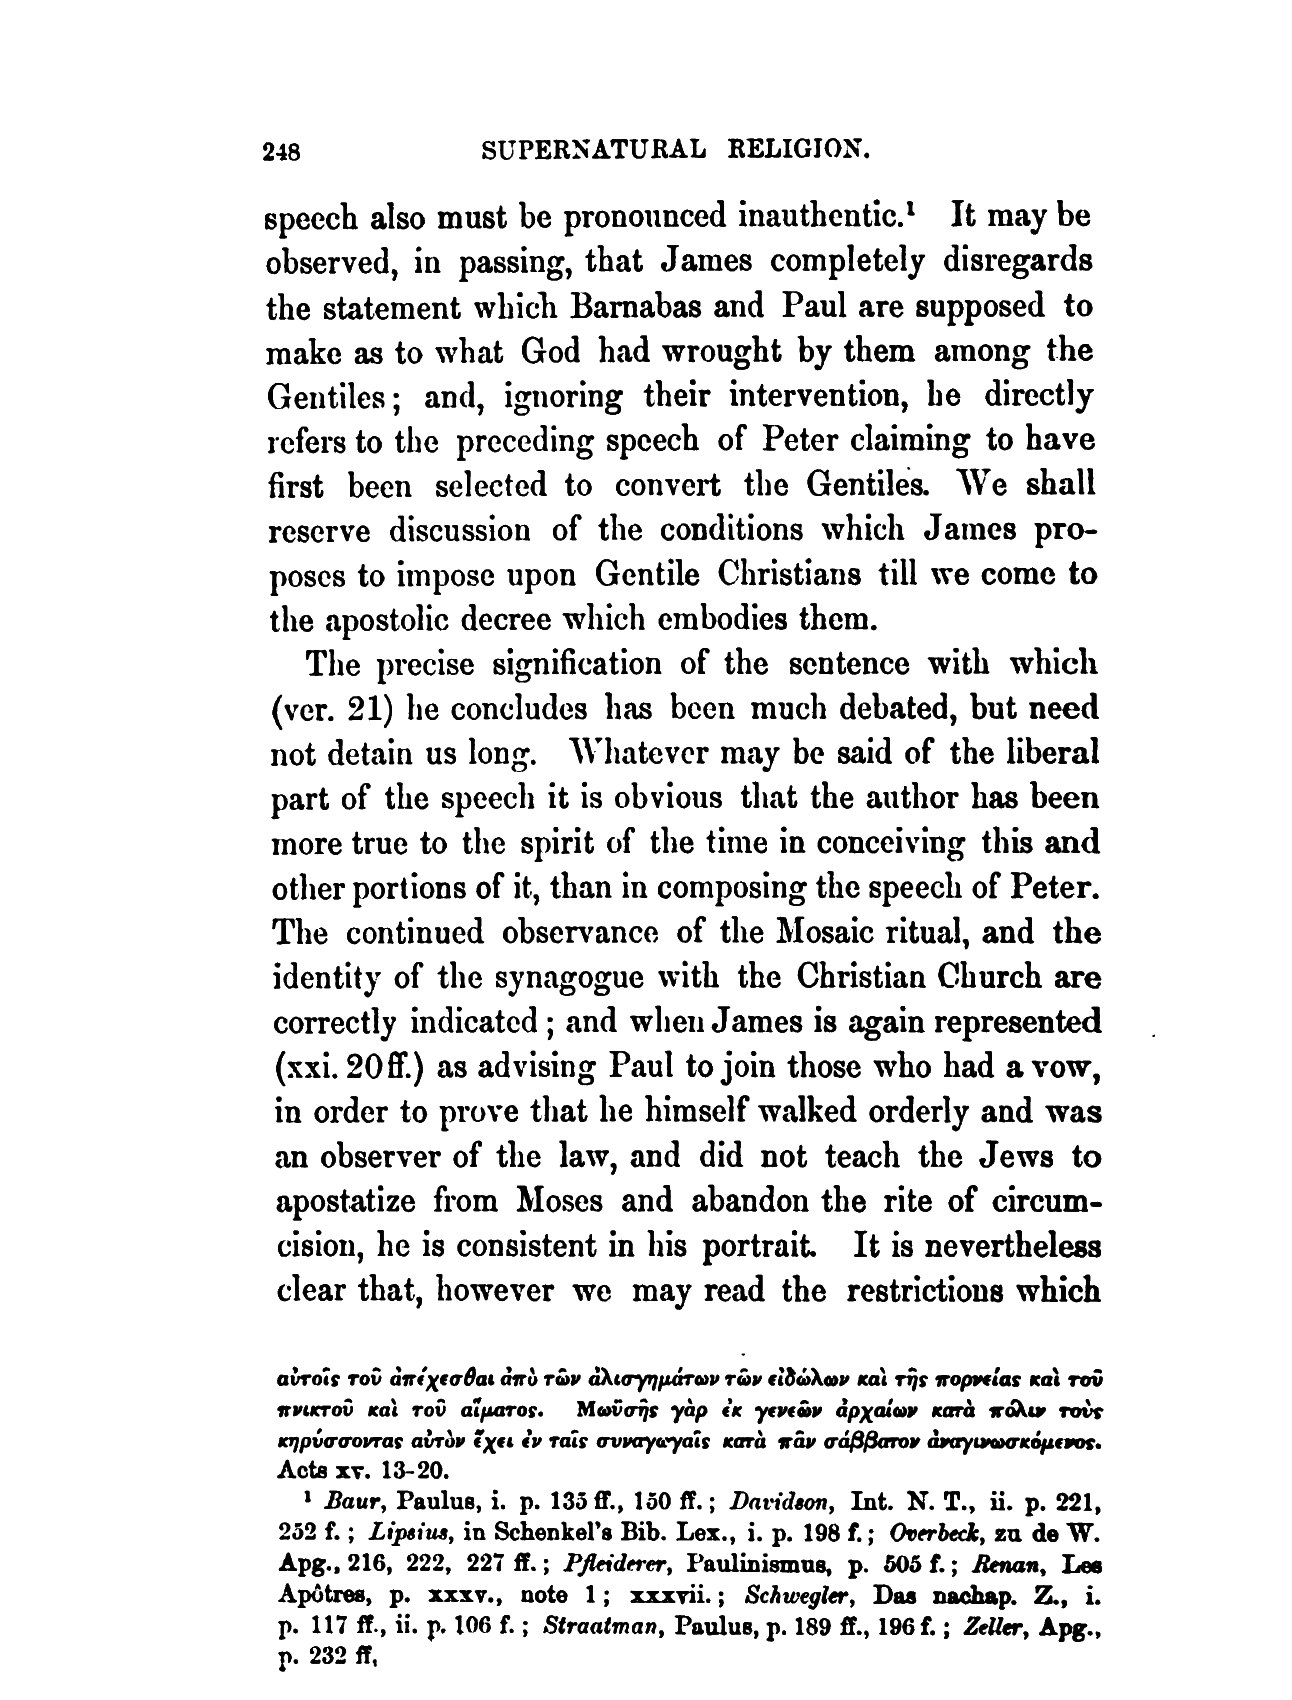 248 SUPERNATURAL RELIGION.
speech also must be pronounced inauthentic.¹ It may be
observed, in passing, that James completely disregards
the statement which Barnabas and Paul are supposed to
make as to what God had wrought by them among the
Gentiles; and, ignoring their intervention, he directly
refers to the preceding speech of Peter claiming to have
first been selected to convert the Gentiles. We shall
reserve discussion of the conditions which James pro-
poses to impose upon Gentile Christians till we come to
the apostolic decree which embodies them.
The precise signification of the sentence with which
(ver. 21) he concludes has been much debated, but need
not detain us long. Whatever may be said of the liberal
part of the speech it is obvious that the author has been
more true to the spirit of the time in conceiving this and
other portions of it, than in composing the speech of Peter.
The continued observance of the Mosaic ritual, and the
identity of the synagogue with the Christian Church are
correctly indicated; and when James is again represented
(xxi. 20 ff.) as advising Paul to join those who had a vow,
in order to prove that he himself walked orderly and was
an observer of the law, and did not teach the Jews to
apostatize from Moses and abandon the rite of circum-
cision, he is consistent in his portrait. It is nevertheless
clear that, however we may read the restrictions which
αὐτοῖς τοῦ ἀπέχεσθαι ἀπὸ τῶν ἀλισγημάτων τῶν εἰδώλων καὶ τῆς πορνείας καὶ τοῦ
πνικτοῦ καὶ τοῦ αἵματος. Μωϋσῆς γὰρ ἐκ γενεῶν ἀρχαίων κατὰ πόλιν τοὺς
κηρύσσοντας αὐτὸν ἔχει ἐν ταῖς συναγωγαῖς κατὰ πᾶν σάββατον ἀναγινωσκόμενος.
Acts xv. 13-20.
¹ Baur, Paulus, i. p. 135 ff., 150 ff.; Davidson, Int. N. T., ii. p. 221,
252 f.; Lipsius, in Schenkel's Bib. Lex., i. p. 198 f.; Overbeck, zu de W.
Apg., 216, 222, 227 ff.; Pfleiderer, Paulinismus, p. 505 f.; Renan, Les
Apôtres, p. xxxv., note 1; xxxvii.; Schwegler, Das nachap. Z., i.
p. 117 ff., ii. p. 106 f.; Straatman, Paulus, p. 189 ff., 196 f.; Zeller, Apg.,
p. 232 ff,